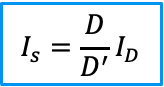 I_s = \frac{D}{D'} I_D